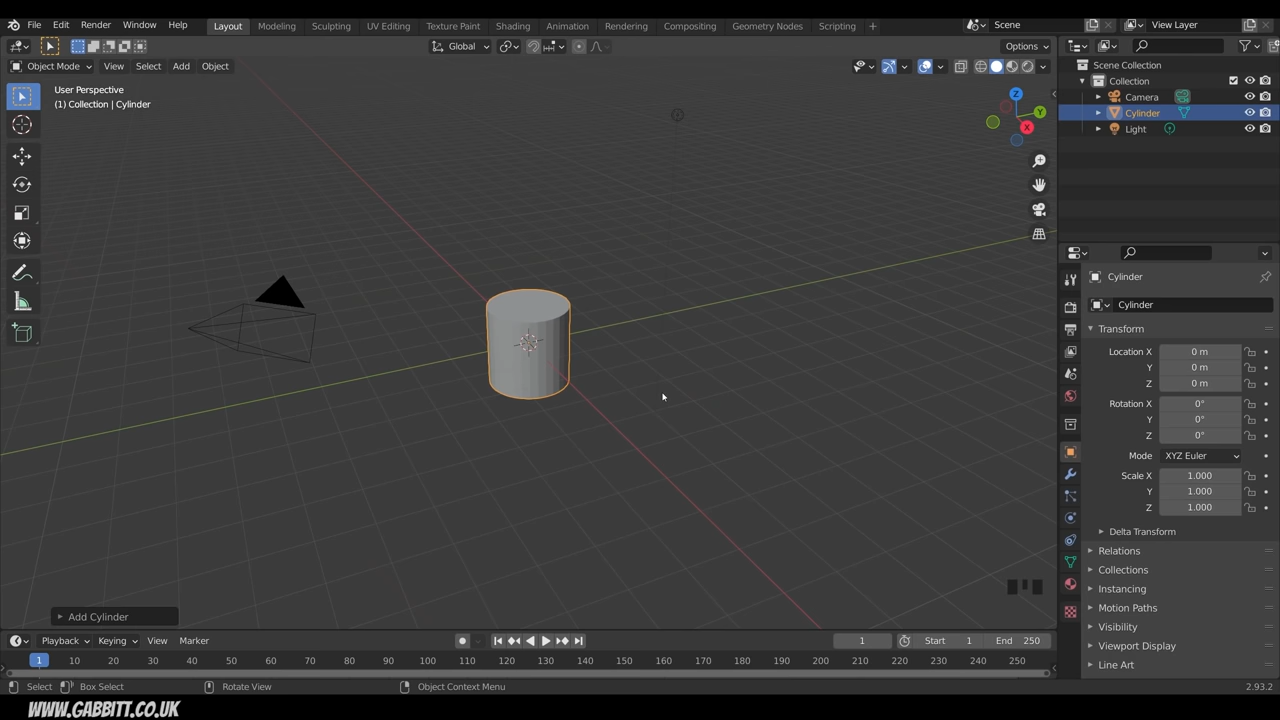 File Edit Render Window Help Layout Modeling Sculpting UV Editing Texture Paint Shading Animation Rendering Compositing Geometry Nodes Scripting + Scene View Layer
Global Options
Object Mode View Select Add Object
Scene Collection
Collection
Camera
Cylinder
Light
User Perspective
(1) Collection | Cylinder
Z
Y
X
Cylinder
Cylinder
Transform
Location X 0 m
Y 0 m
Z 0 m
Rotation X 0°
Y 0°
Z 0°
Mode XYZ Euler
Scale X 1.000
Y 1.000
Z 1.000
Delta Transform
Relations
Collections
Instancing
Motion Paths
Visibility
Viewport Display
Line Art
Add Cylinder
Playback Keying View Marker 1 Start 1 End 250
1 10 20 30 40 50 60 70 80 90 100 110 120 130 140 150 160 170 180 190 200 210 220 230 240 250
Select Box Select Rotate View Object Context Menu 2.93.2
WWW.GABBITT.CO.UK